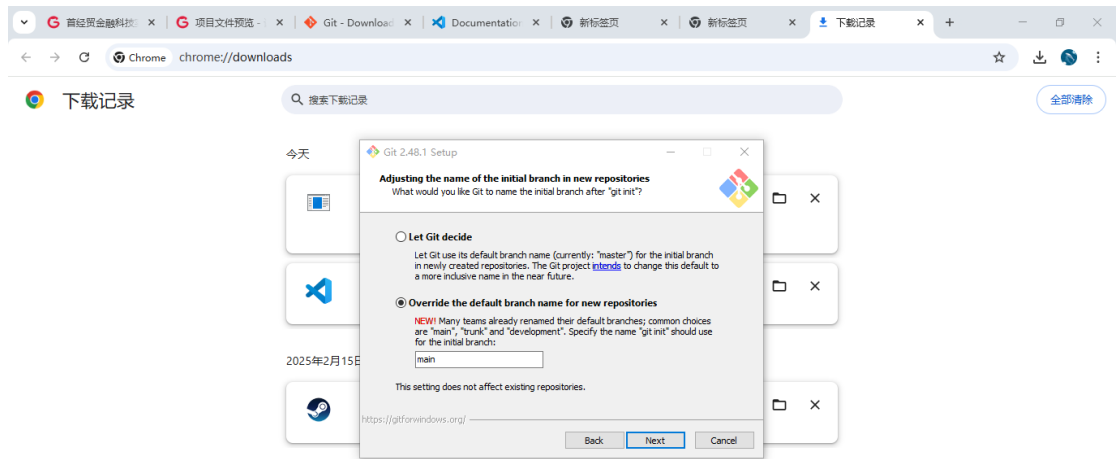 首经贸金融科技
项目文件预览 -
Git - Download
Documentation
新标签页
新标签页
下载记录
Chrome
chrome://downloads
下载记录
搜索下载记录
全部清除
今天
Git 2.48.1 Setup
Adjusting the name of the initial branch in new repositories
What would you like Git to name the initial branch after "git init"?
Let Git decide
Let Git use its default branch name (currently: "master") for the initial branch
in newly created repositories. The Git project intends to change this default to
a more inclusive name in the near future.
Override the default branch name for new repositories
NEW! Many teams already renamed their default branches; common choices
are "main", "trunk" and "development". Specify the name "git init" should use
for the initial branch:
main
2025年2月15日
This setting does not affect existing repositories.
https://gitforwindows.org/
Back
Next
Cancel